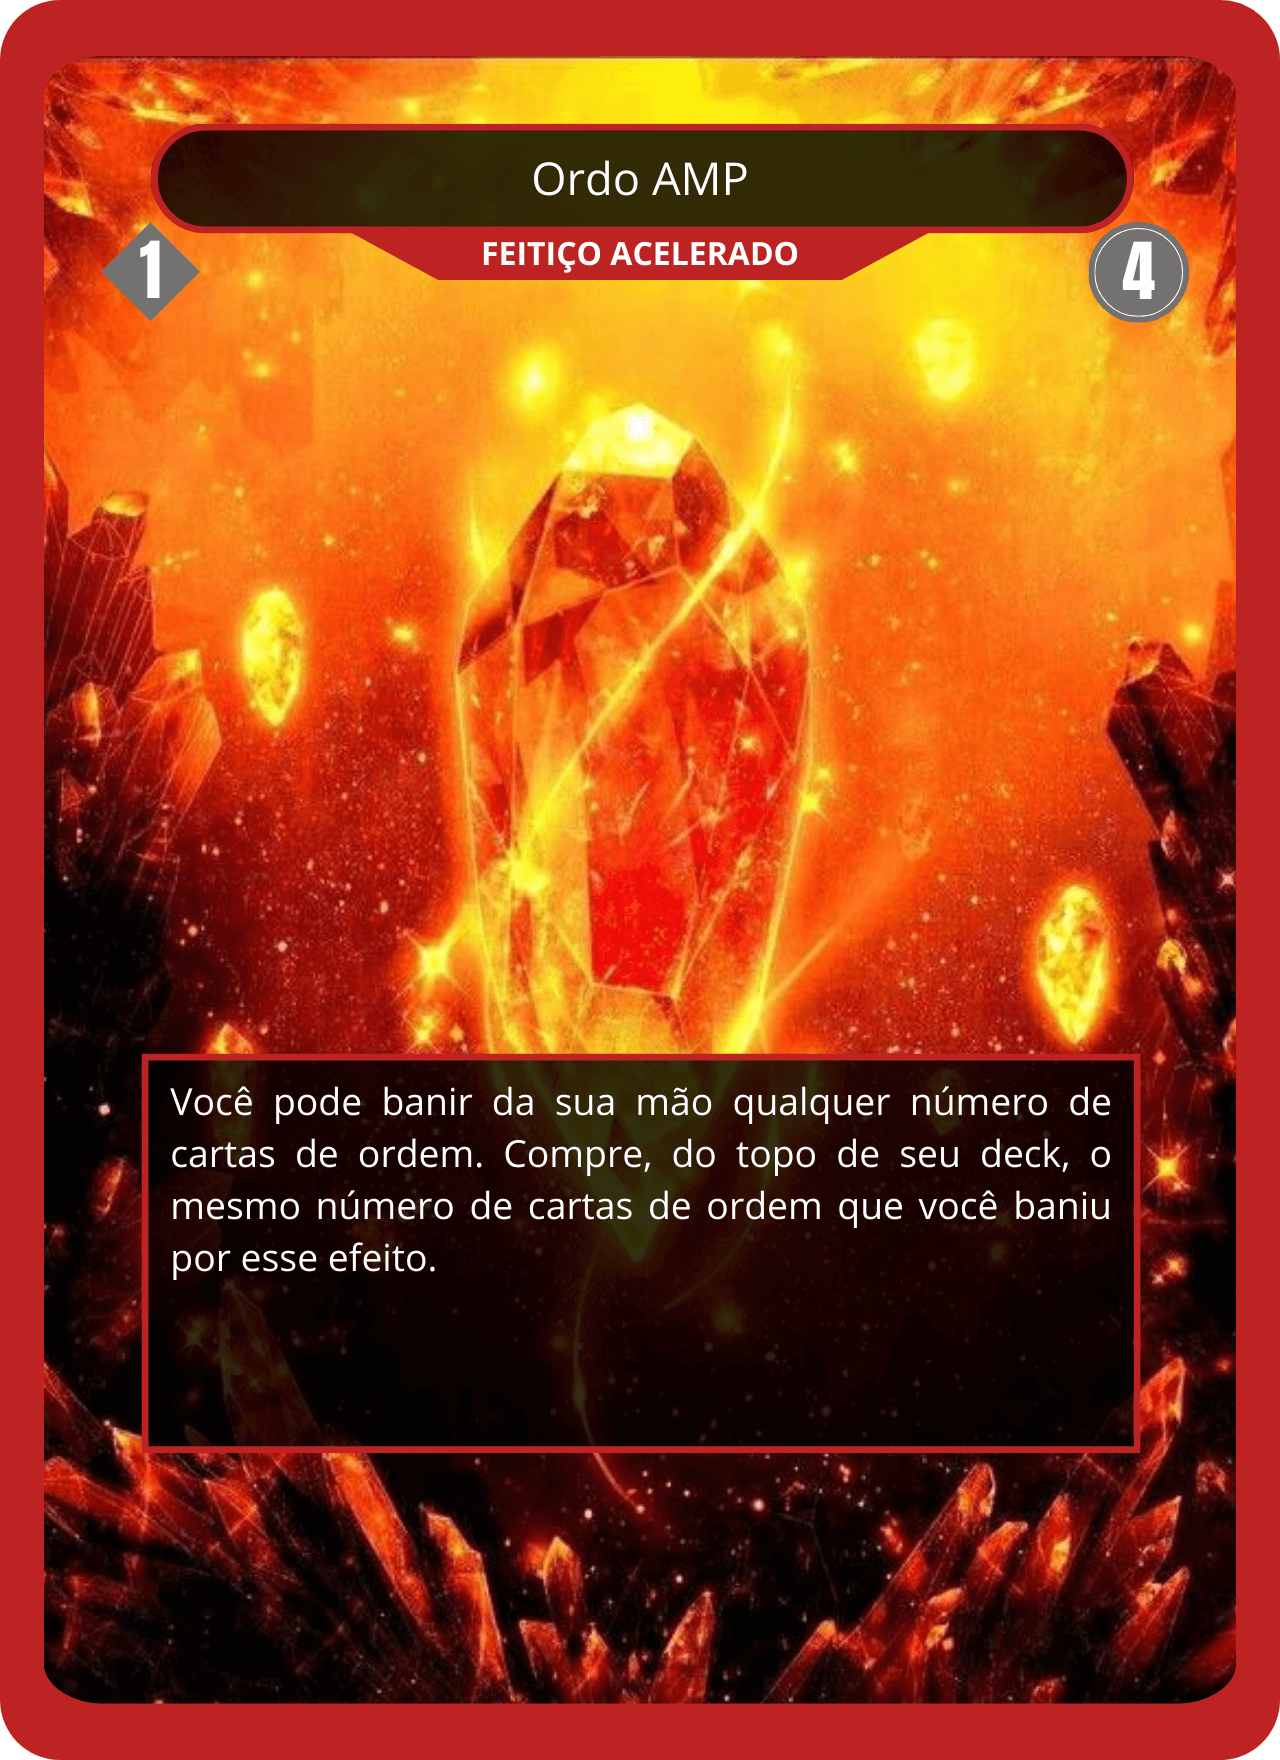 Ordo AMP
FEITIÇO ACELERADO
1
4
Você pode banir da sua mão qualquer número de
cartas de ordem. Compre, do topo de seu deck, o
mesmo número de cartas de ordem que você baniu
por esse efeito.